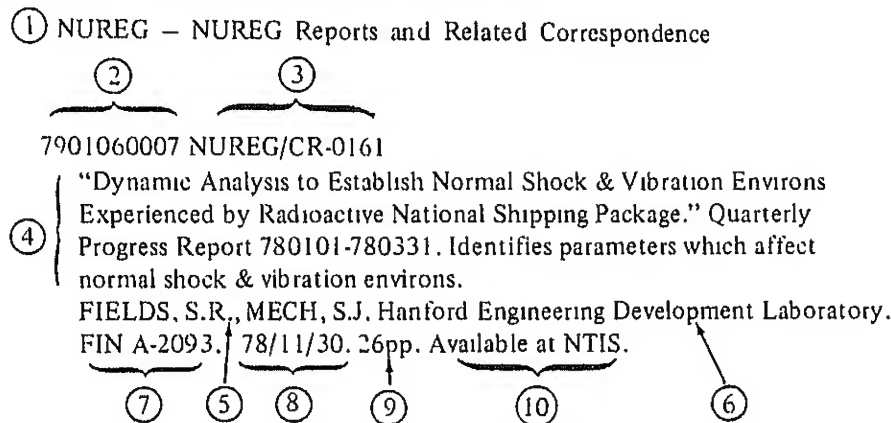 ① NUREG – NUREG Reports and Related Correspondence
② ③
7901060007 NUREG/CR-0161
④
“Dynamic Analysis to Establish Normal Shock & Vibration Environs
Experienced by Radioactive National Shipping Package.” Quarterly
Progress Report 780101-780331. Identifies parameters which affect
normal shock & vibration environs.
FIELDS, S.R., MECH, S.J. Hanford Engineering Development Laboratory.
FIN A-2093. 78/11/30. 26pp. Available at NTIS.
⑦ ⑤ ⑧ ⑨ ⑩ ⑥